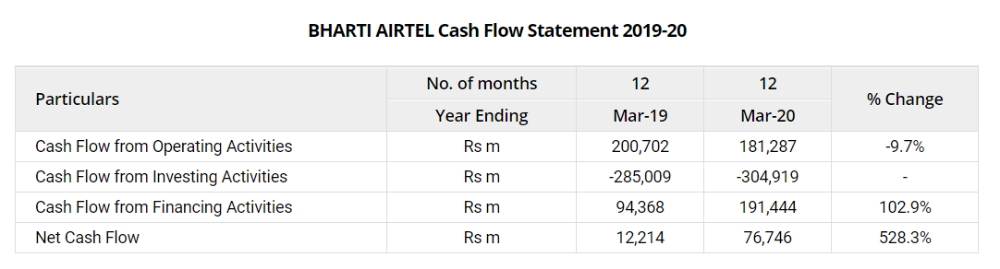 BHARTI AIRTEL Cash Flow Statement 2019-20
Particulars No. of months 12 12 % Change
Year Ending Mar-19 Mar-20
Cash Flow from Operating Activities Rs m 200,702 181,287 -9.7%
Cash Flow from Investing Activities Rs m -285,009 -304,919 -
Cash Flow from Financing Activities Rs m 94,368 191,444 102.9%
Net Cash Flow Rs m 12,214 76,746 528.3%